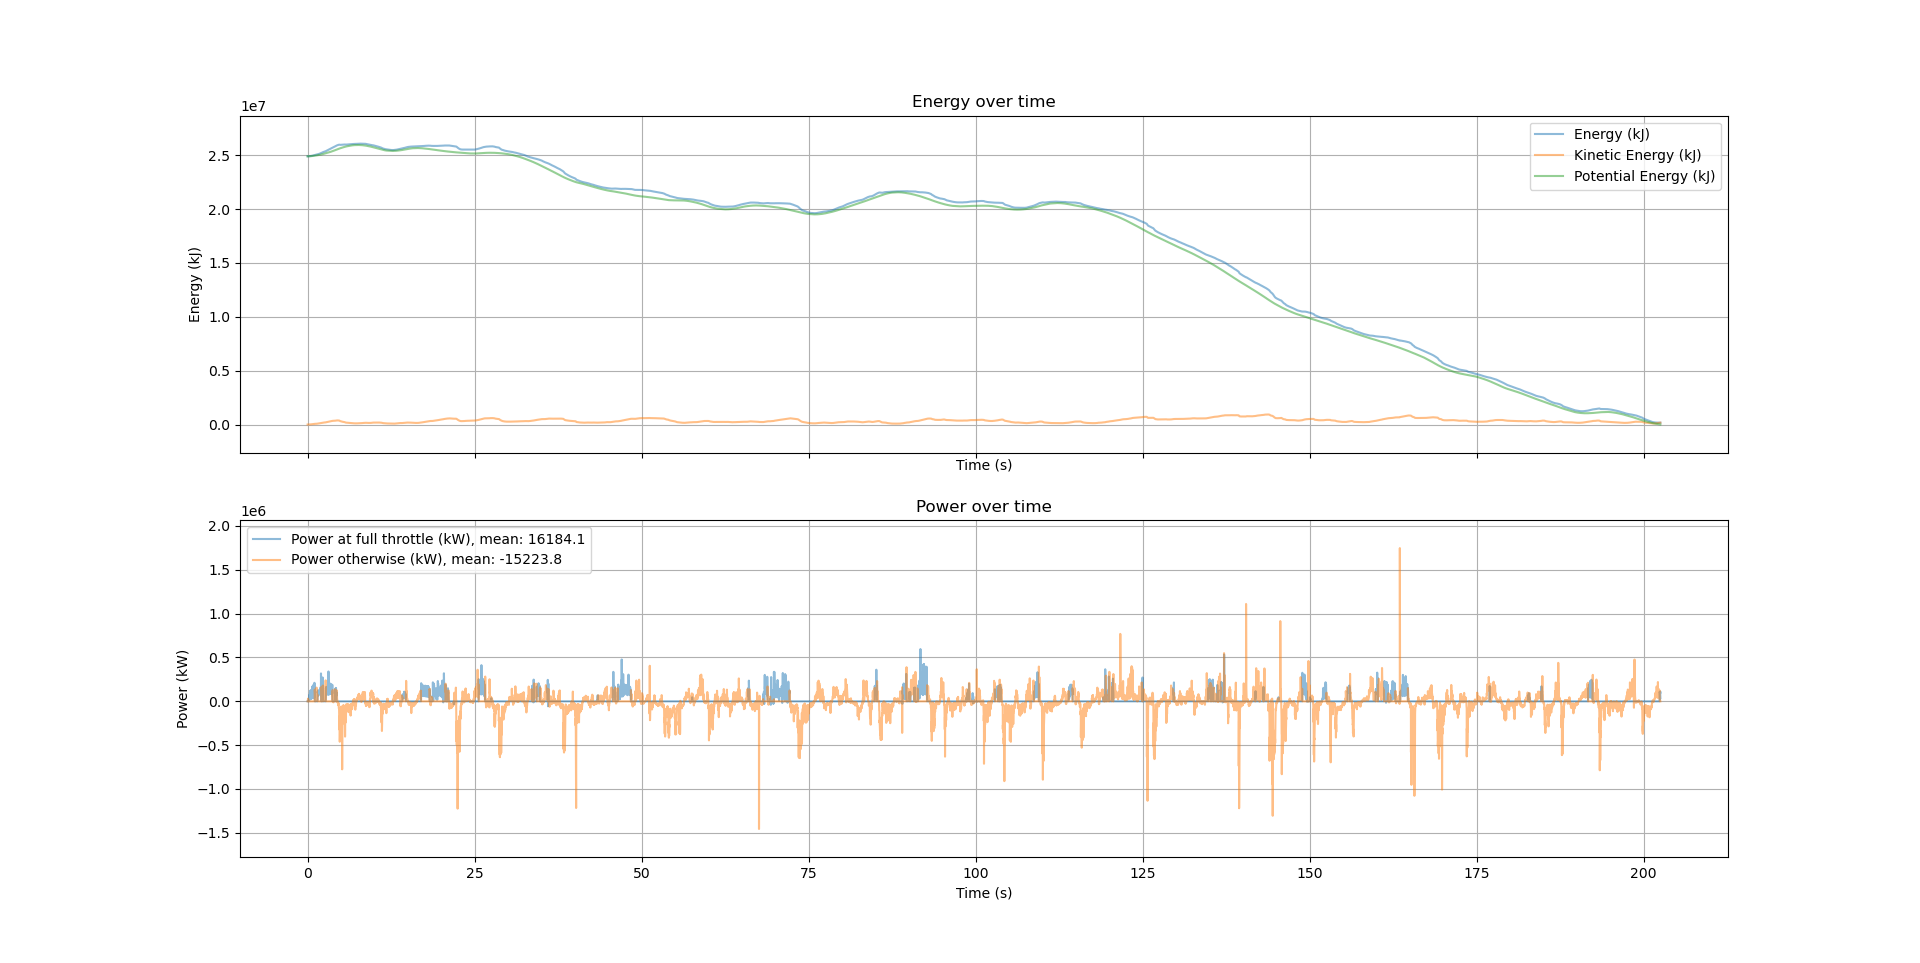 Energy over time
1e7
Energy (kJ)
Kinetic Energy (kJ)
Potential Energy (kJ)
2.5
2.0
1.5
1.0
0.5
0.0
Energy (kJ)
Time (s)
Power over time
1e6
Power at full throttle (kW), mean: 16184.1
Power otherwise (kW), mean: -15223.8
2.0
1.5
1.0
0.5
0.0
−0.5
−1.0
−1.5
Power (kW)
0 25 50 75 100 125 150 175 200
Time (s)